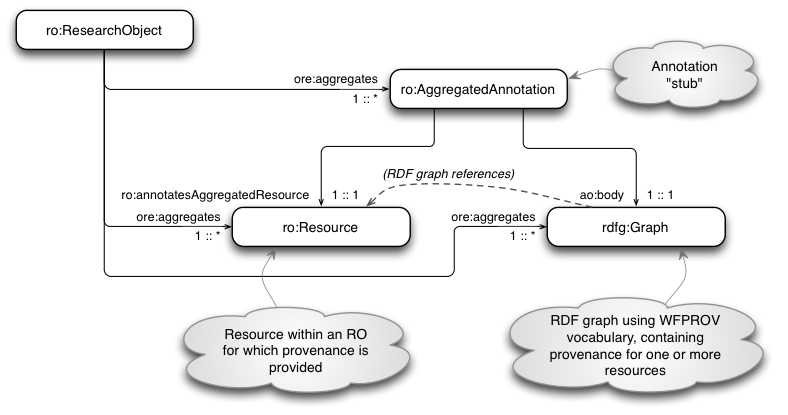 ro:ResearchObject
ore:aggregates
1 :: *
ro:AggregatedAnnotation
Annotation
"stub"
(RDF graph references)
ro:annotatesAggregatedResource
1 :: 1
ao:body
1 :: 1
ore:aggregates
1 :: *
ro:Resource
ore:aggregates
1 :: *
rdfg:Graph
Resource within an RO
for which provenance is
provided
RDF graph using WFPROV
vocabulary, containing
provenance for one or more
resources